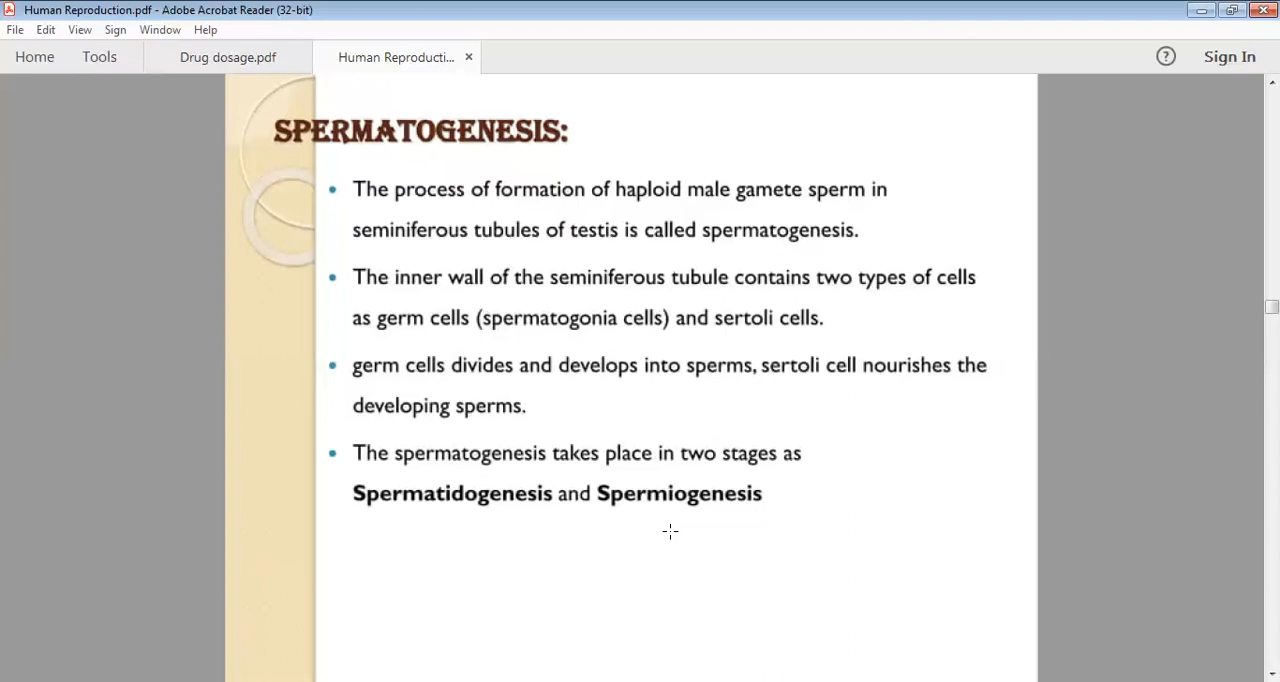 Human Reproduction.pdf - Adobe Acrobat Reader (32-bit)
File Edit View Sign Window Help
Home Tools Drug dosage.pdf Human Reproducti... × ? Sign In
SPERMATOGENESIS:
• The process of formation of haploid male gamete sperm in
seminiferous tubules of testis is called spermatogenesis.
• The inner wall of the seminiferous tubule contains two types of cells
as germ cells (spermatogonia cells) and sertoli cells.
• germ cells divides and develops into sperms, sertoli cell nourishes the
developing sperms.
• The spermatogenesis takes place in two stages as
Spermatidogenesis and Spermiogenesis